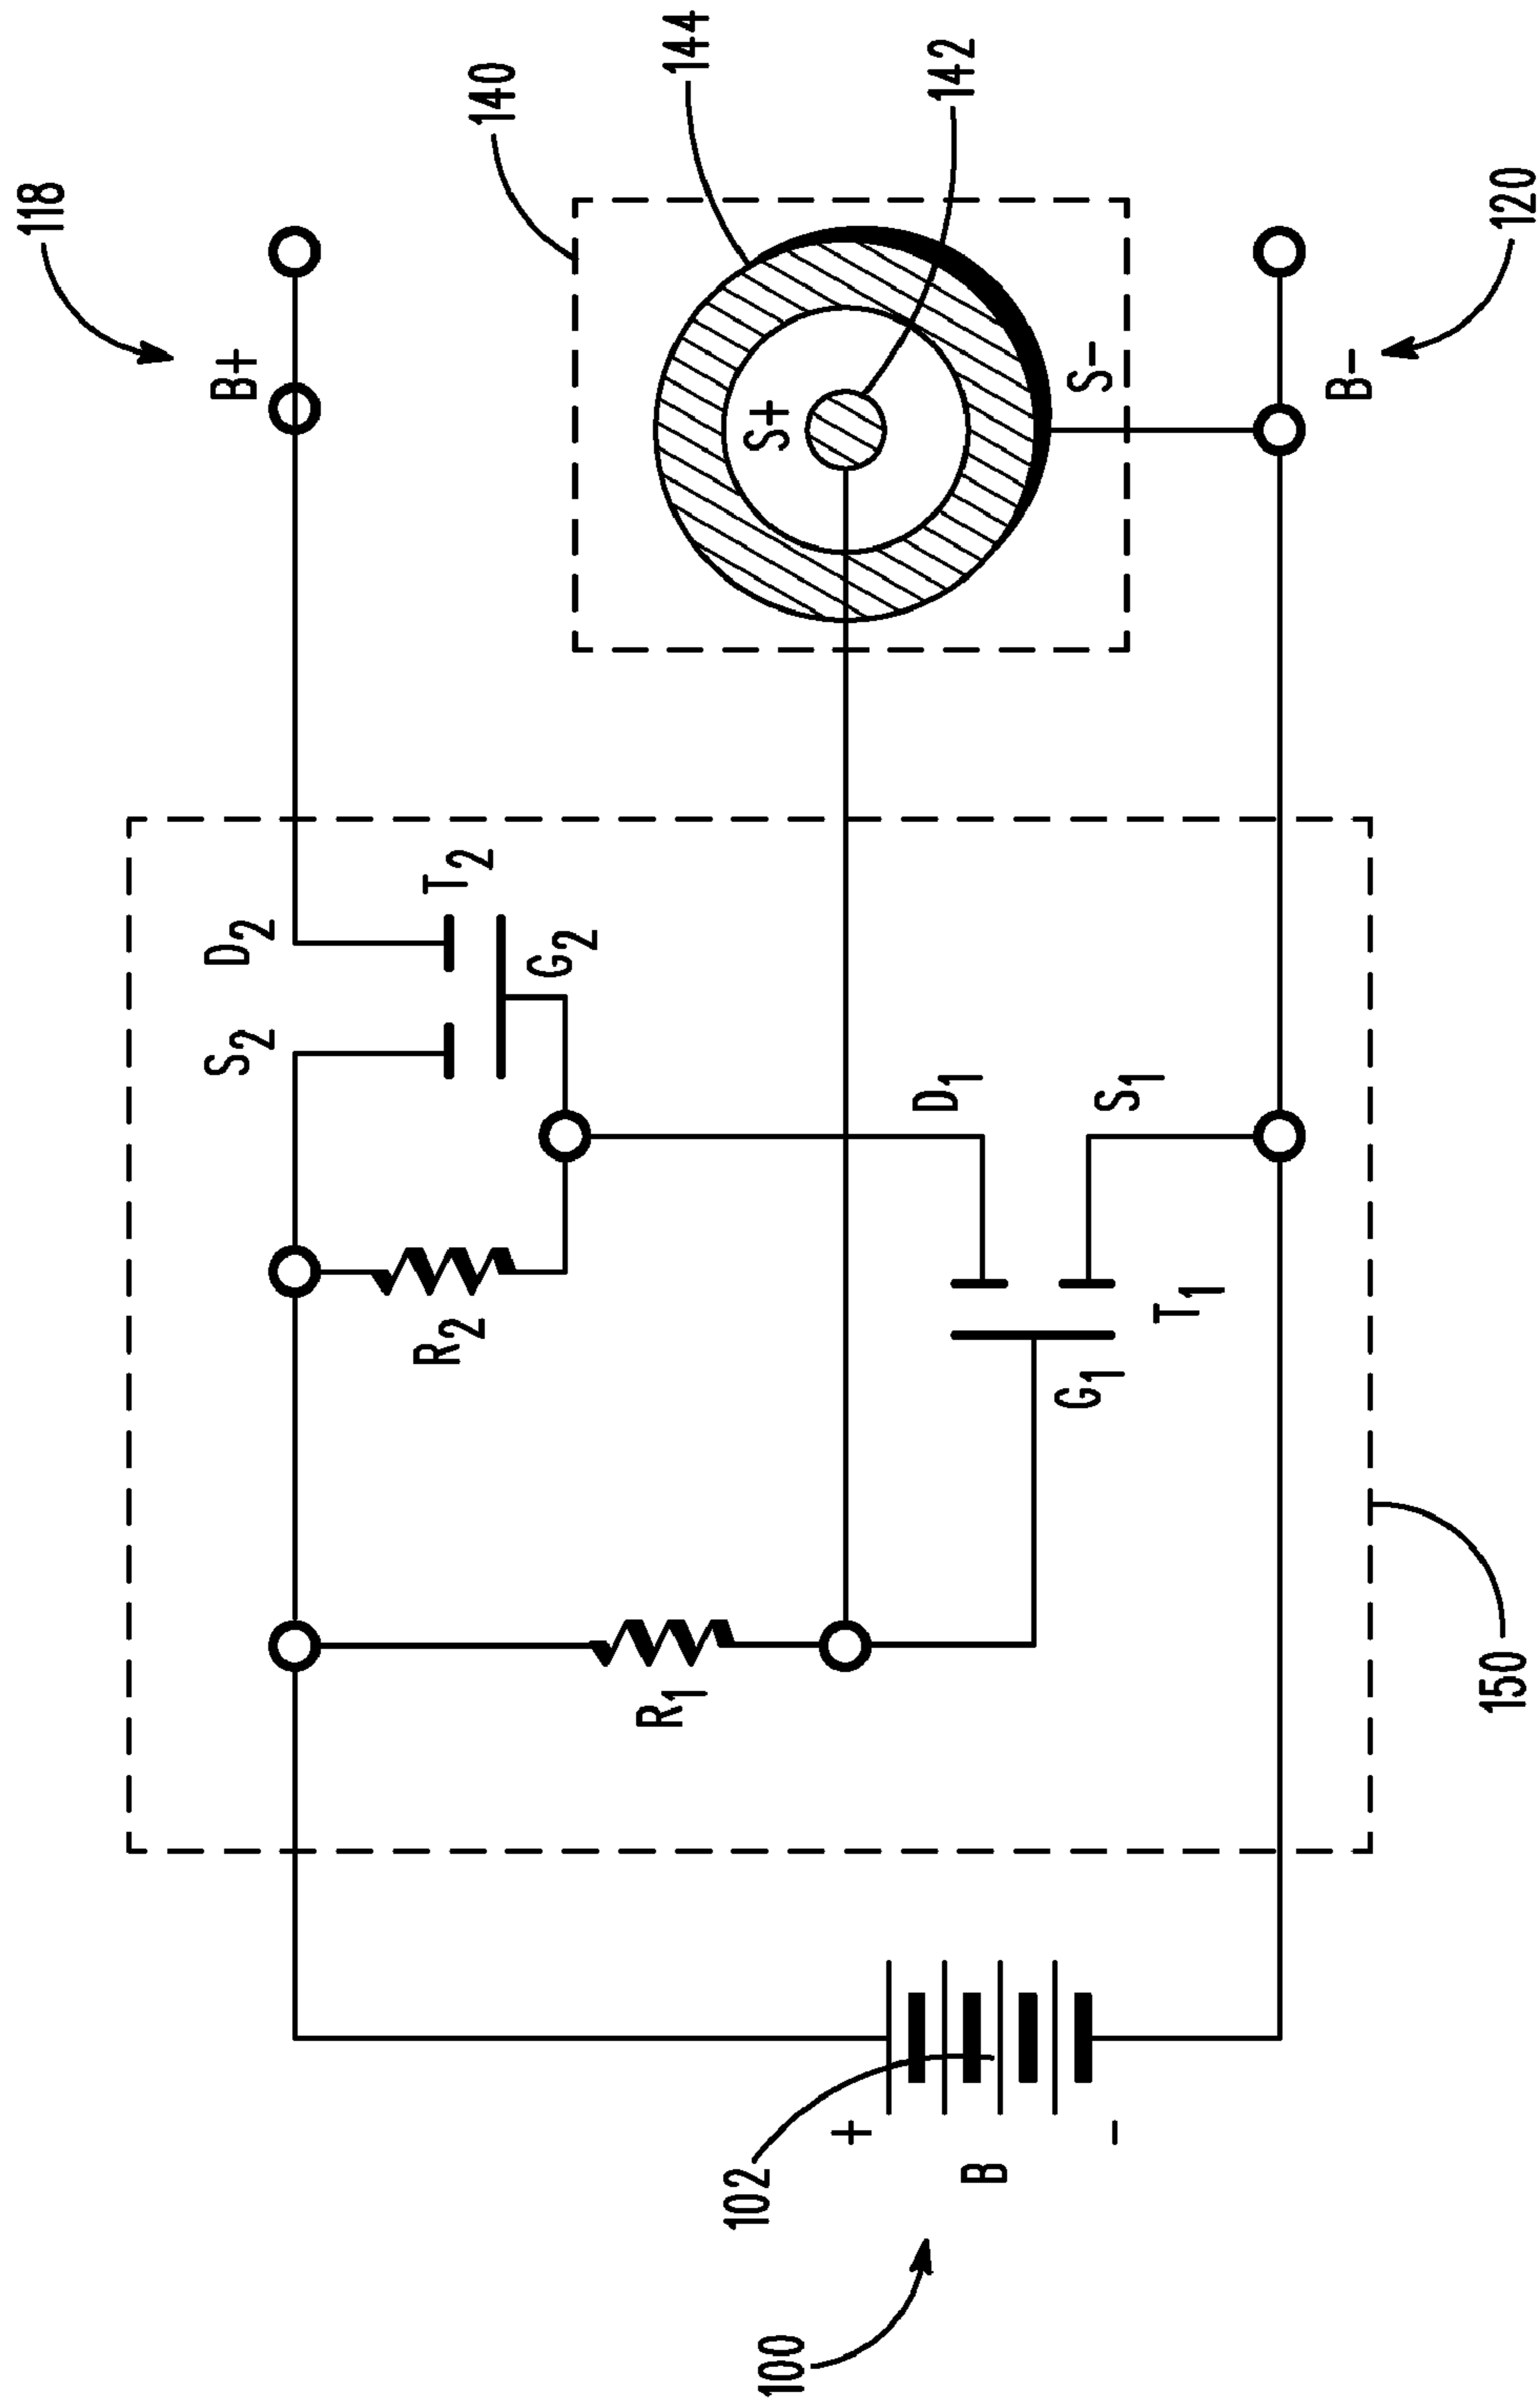 118
B+
140
144
142
S+
S-
B-
120
D2
S2
T2
G2
R2
D1
S1
T1
G1
R1
150
102
+
B
-
100